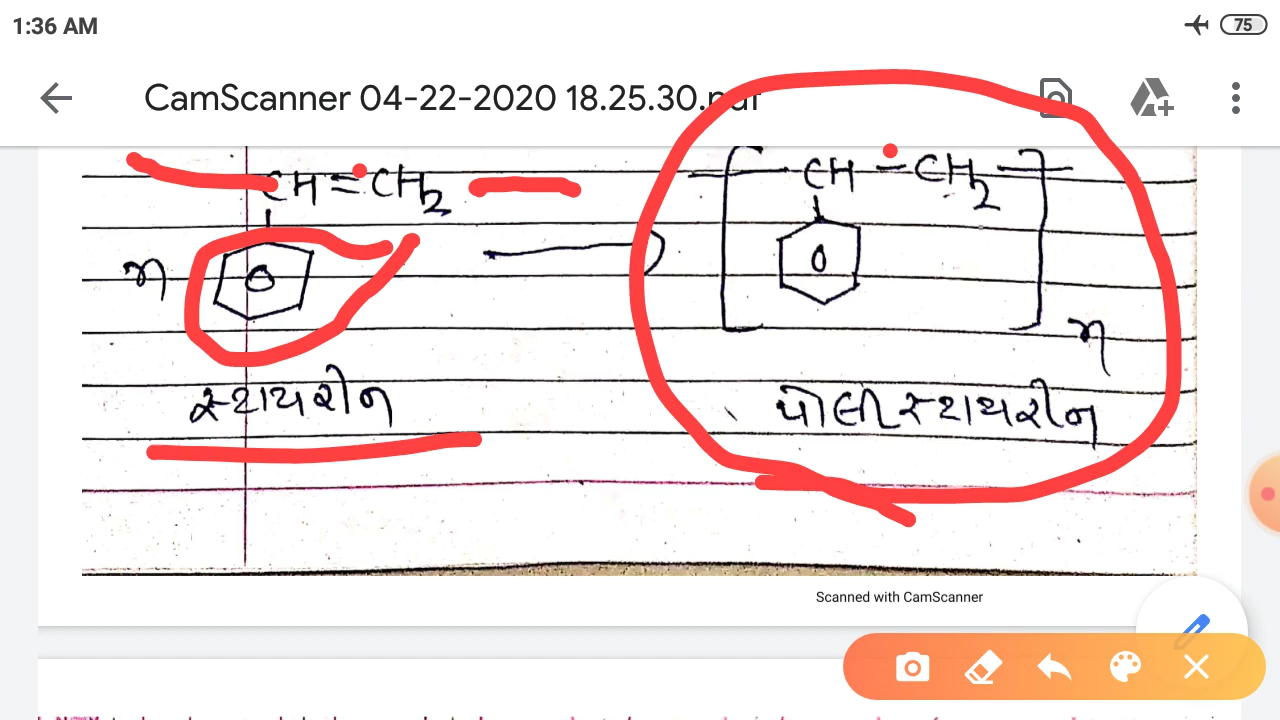 1:36 AM
75
CamScanner 04-22-2020 18.25.30.pdf
CH = CH2
[ - CH - CH2 - ]
n
n
સ્ટાયરીન
પોલીસ્ટાયરીન
Scanned with CamScanner